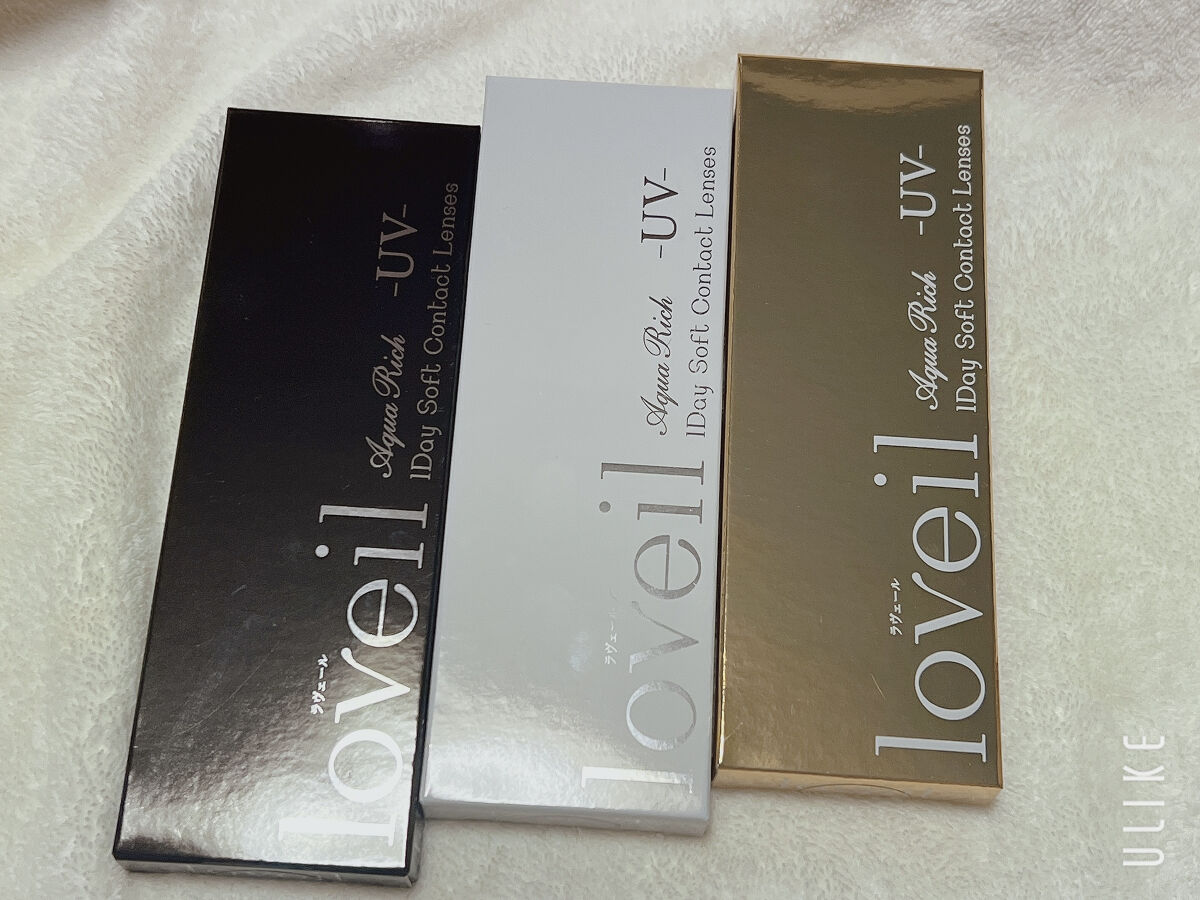 ラヴェール
loveil
Aqua Rich -UV-
1Day Soft Contact Lenses
ラヴェール
loveil
Aqua Rich -UV-
1Day Soft Contact Lenses
ラヴェール
loveil
Aqua Rich -UV-
1Day Soft Contact Lenses
ULIKE